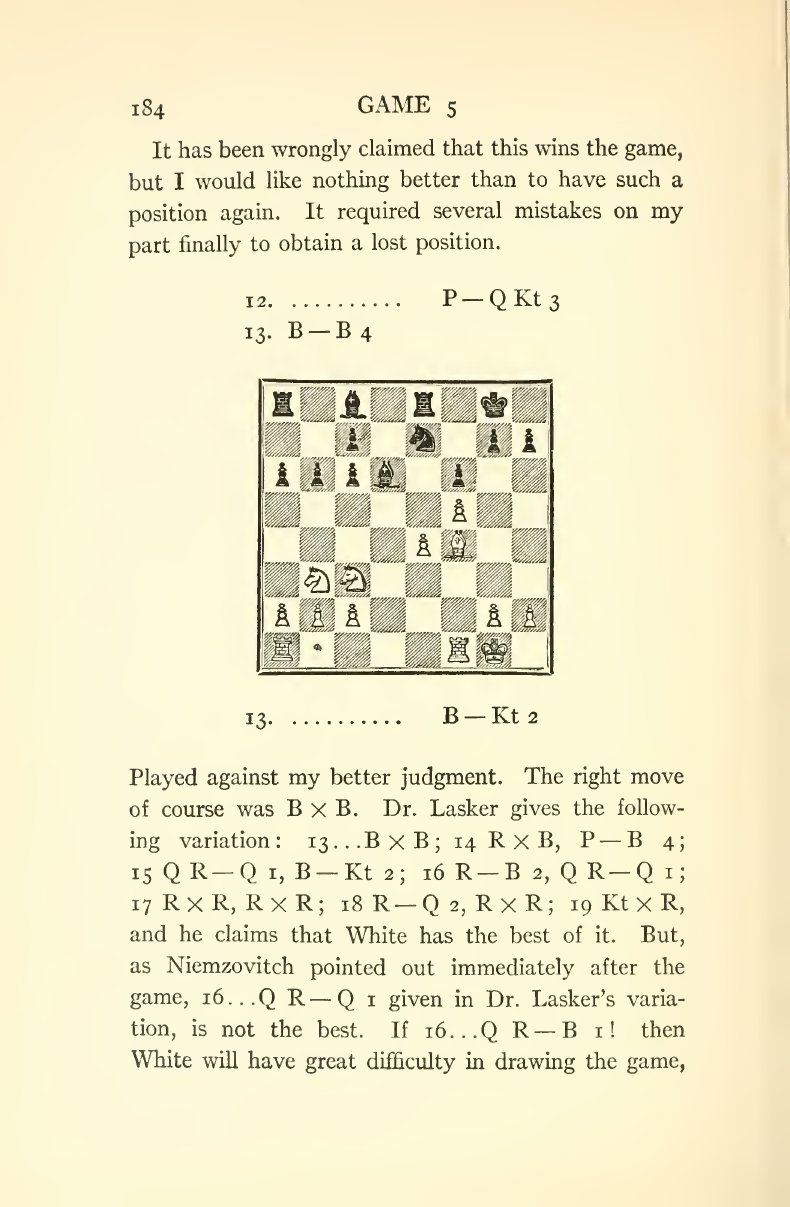 184 GAME 5
It has been wrongly claimed that this wins the game,
but I would like nothing better than to have such a
position again. It required several mistakes on my
part finally to obtain a lost position.
12. .......... P—Q Kt 3
13. B—B 4
13. .......... B—Kt 2
Played against my better judgment. The right move
of course was B × B. Dr. Lasker gives the follow-
ing variation: 13...B × B; 14 R × B, P—B 4;
15 Q R—Q 1, B—Kt 2; 16 R—B 2, Q R—Q 1;
17 R × R, R × R; 18 R—Q 2, R × R; 19 Kt × R,
and he claims that White has the best of it. But,
as Niemzovitch pointed out immediately after the
game, 16...Q R—Q 1 given in Dr. Lasker's varia-
tion, is not the best. If 16...Q R—B 1! then
White will have great difficulty in drawing the game,